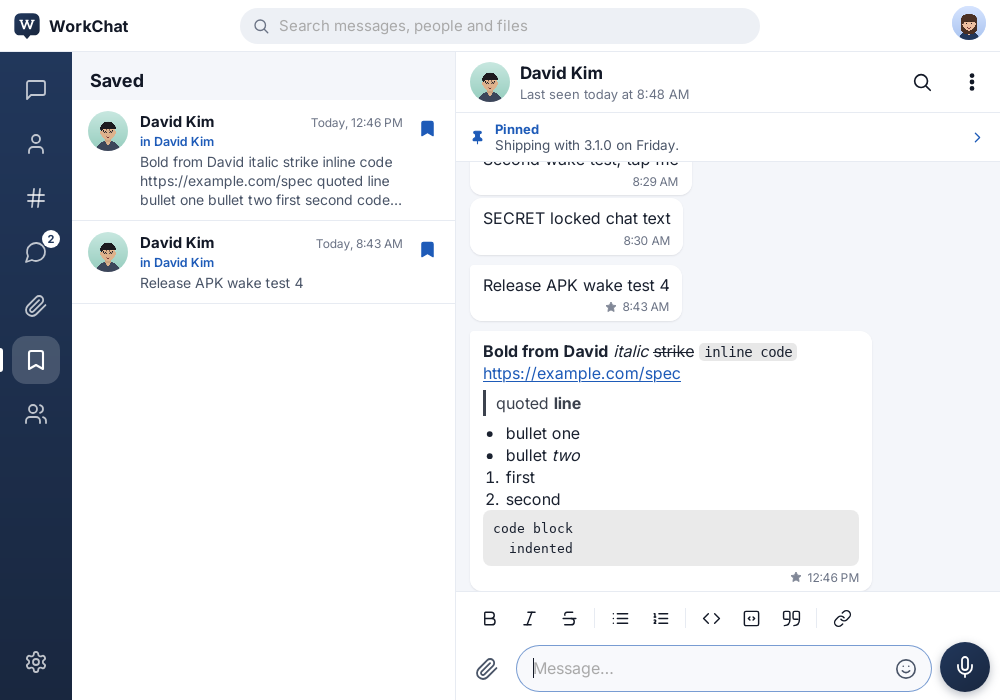 W WorkChat
Search messages, people and files
Saved
David Kim
Today, 12:46 PM
in David Kim
Bold from David italic strike inline code
https://example.com/spec quoted line
bullet one bullet two first second code...
David Kim
Today, 8:43 AM
in David Kim
Release APK wake test 4
2
David Kim
Last seen today at 8:48 AM
Pinned
Shipping with 3.1.0 on Friday.
Second wake test, tap me
8:29 AM
SECRET locked chat text
8:30 AM
Release APK wake test 4
8:43 AM
Bold from David italic strike inline code
https://example.com/spec
quoted line
• bullet one
• bullet two
1. first
2. second
code block
  indented
12:46 PM
Message...